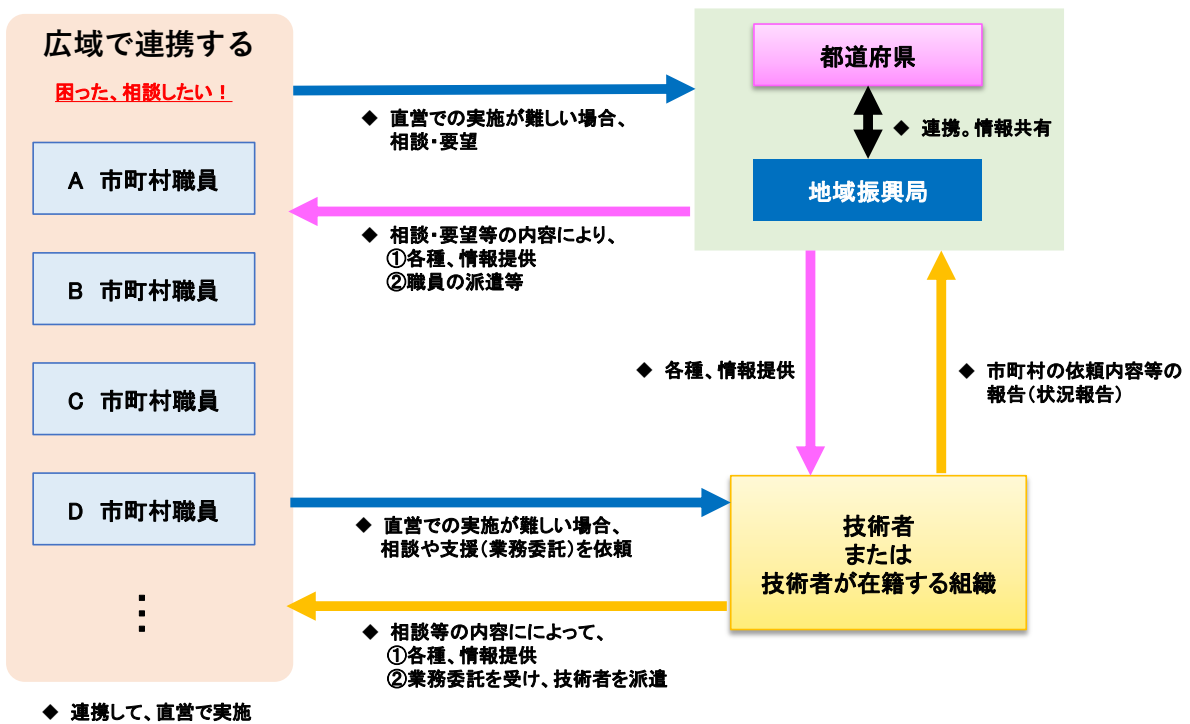 広域で連携する
困った、相談したい！
A 市町村職員
B 市町村職員
C 市町村職員
D 市町村職員
⋮
◆ 連携して、直営で実施
◆ 直営での実施が難しい場合、
相談・要望
◆ 相談・要望等の内容により、
①各種、情報提供
②職員の派遣等
都道府県
◆ 連携。情報共有
地域振興局
◆ 各種、情報提供
◆ 市町村の依頼内容等の
報告（状況報告）
◆ 直営での実施が難しい場合、
相談や支援（業務委託）を依頼
技術者
または
技術者が在籍する組織
◆ 相談等の内容にによって、
①各種、情報提供
②業務委託を受け、技術者を派遣